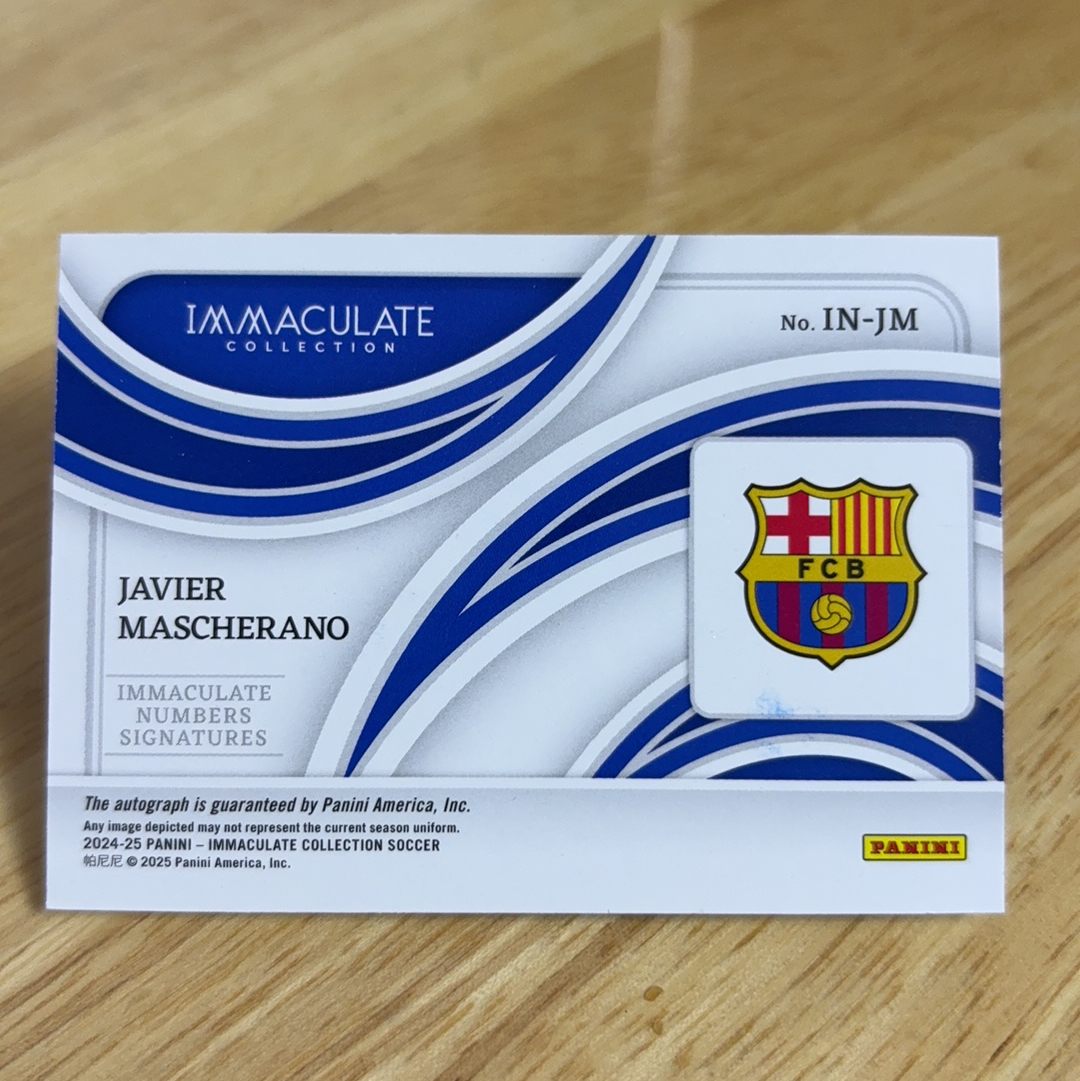 IMMACULATE
COLLECTION
No. IN-JM
FCB
JAVIER
MASCHERANO
IMMACULATE
NUMBERS
SIGNATURES
The autograph is guaranteed by Panini America, Inc.
Any image depicted may not represent the current season uniform.
2024-25 PANINI – IMMACULATE COLLECTION SOCCER
帕尼尼 © 2025 Panini America, Inc.
PANINI